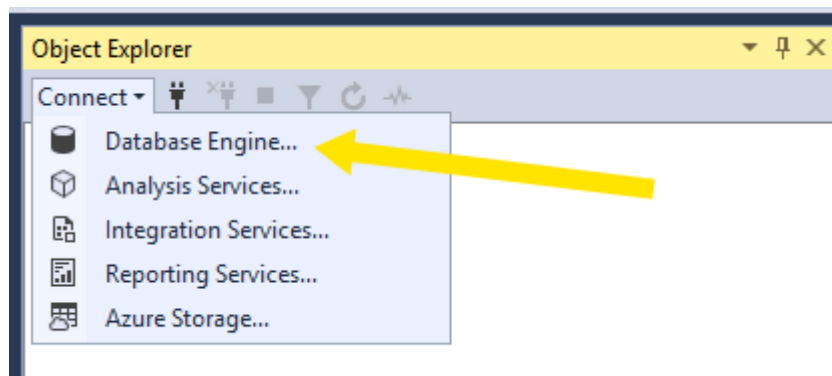 Object Explorer
Connect
Database Engine...
Analysis Services...
Integration Services...
Reporting Services...
Azure Storage...